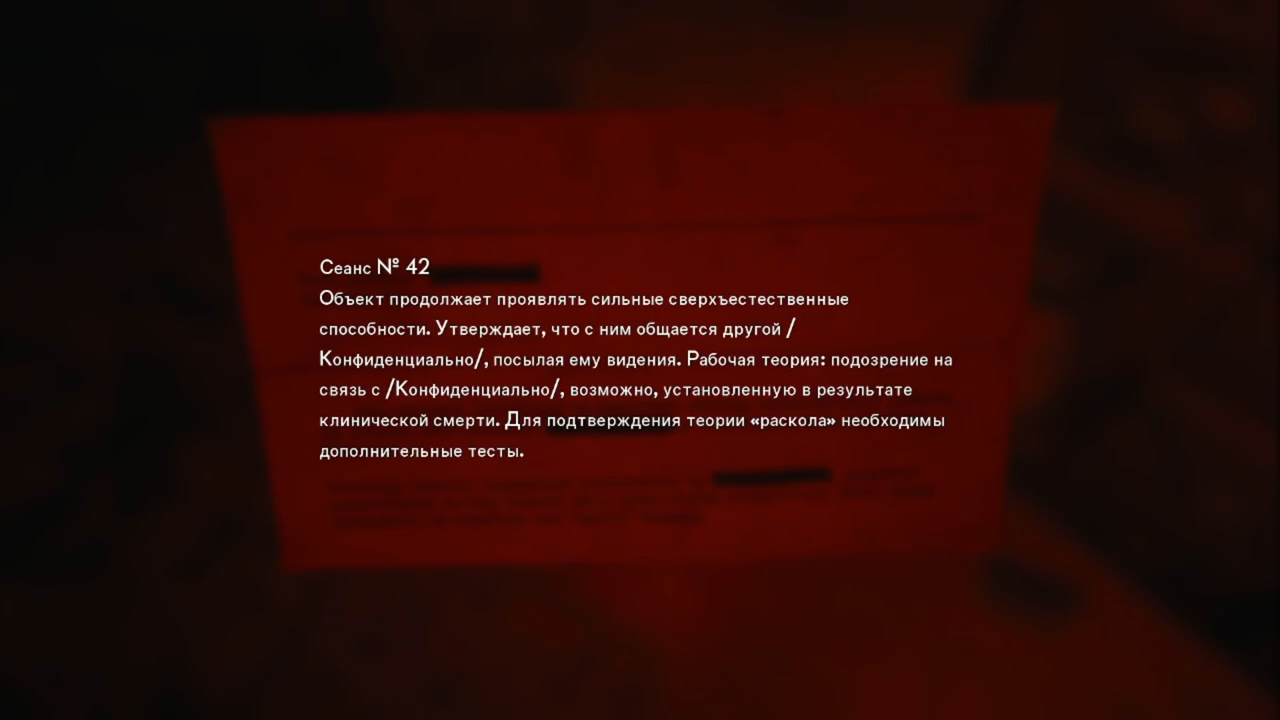 Сеанс № 42
Объект продолжает проявлять сильные сверхъестественные
способности. Утверждает, что с ним общается другой /
Конфиденциально/, посылая ему видения. Рабочая теория: подозрение на
связь с /Конфиденциально/, возможно, установленную в результате
клинической смерти. Для подтверждения теории «раскола» необходимы
дополнительные тесты.